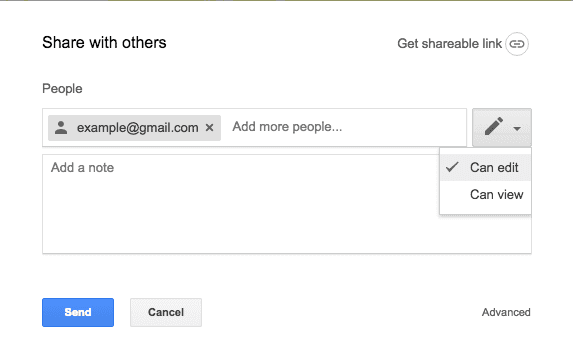 Share with others
Get shareable link
People
example@gmail.com × Add more people...
Add a note
Can edit
Can view
Send
Cancel
Advanced